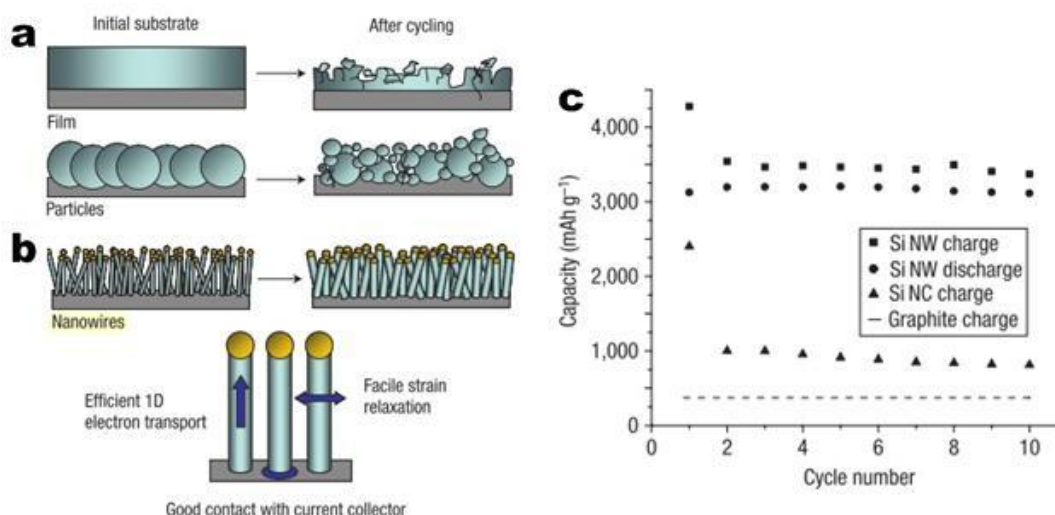 a
Initial substrate
After cycling
Film
Particles
b
Nanowires
Efficient 1D
electron transport
Facile strain
relaxation
Good contact with current collector
c
Capacity (mAh g⁻¹)
4,000
3,000
2,000
1,000
0
Si NW charge
Si NW discharge
Si NC charge
Graphite charge
0 2 4 6 8 10
Cycle number